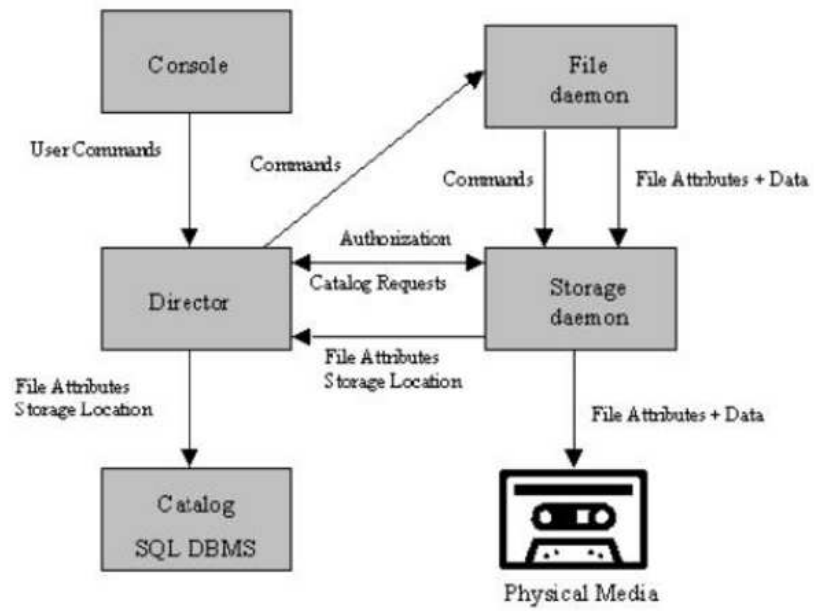 Console
File
daemon
User Commands
Commands
Commands
File Attributes + Data
Authorization
Director
Catalog Requests
Storage
daemon
File Attributes
Storage Location
File Attributes
Storage Location
File Attributes + Data
Catalog
SQL DBMS
Physical Media